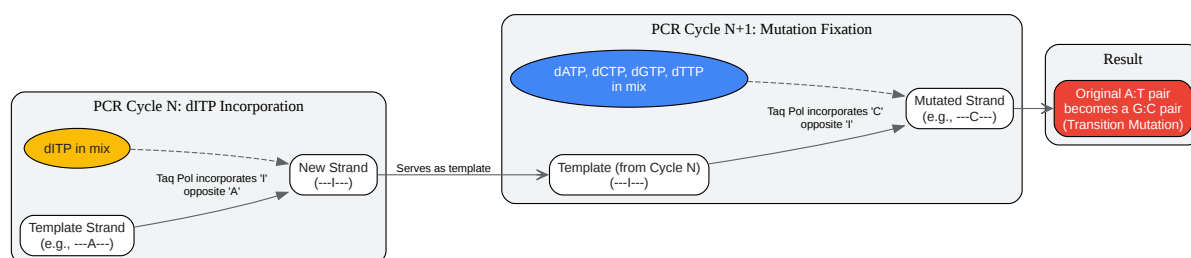 PCR Cycle N: dITP Incorporation
dITP in mix
Taq Pol incorporates 'I'
opposite 'A'
Template Strand
(e.g., ---A---)
New Strand
(---I---)
Serves as template
PCR Cycle N+1: Mutation Fixation
dATP, dCTP, dGTP, dTTP
in mix
Taq Pol incorporates 'C'
opposite 'I'
Template (from Cycle N)
(---I---)
Mutated Strand
(e.g., ---C---)
Result
Original A:T pair
becomes a G:C pair
(Transition Mutation)